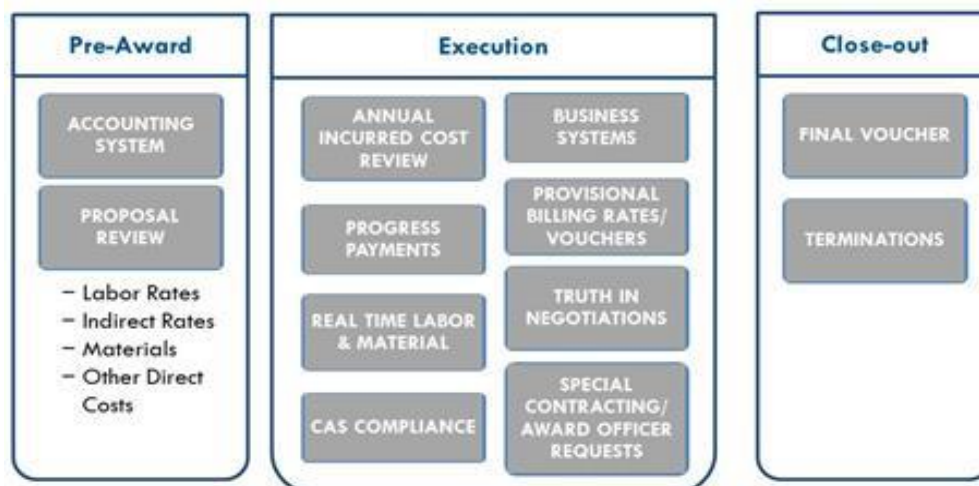 Pre-Award
ACCOUNTING
SYSTEM
PROPOSAL
REVIEW
– Labor Rates
– Indirect Rates
– Materials
– Other Direct
Costs
Execution
ANNUAL
INCURRED COST
REVIEW
PROGRESS
PAYMENTS
REAL TIME LABOR
& MATERIAL
CAS COMPLIANCE
BUSINESS
SYSTEMS
PROVISIONAL
BILLING RATES/
VOUCHERS
TRUTH IN
NEGOTIATIONS
SPECIAL
CONTRACTING/
AWARD OFFICER
REQUESTS
Close-out
FINAL VOUCHER
TERMINATIONS